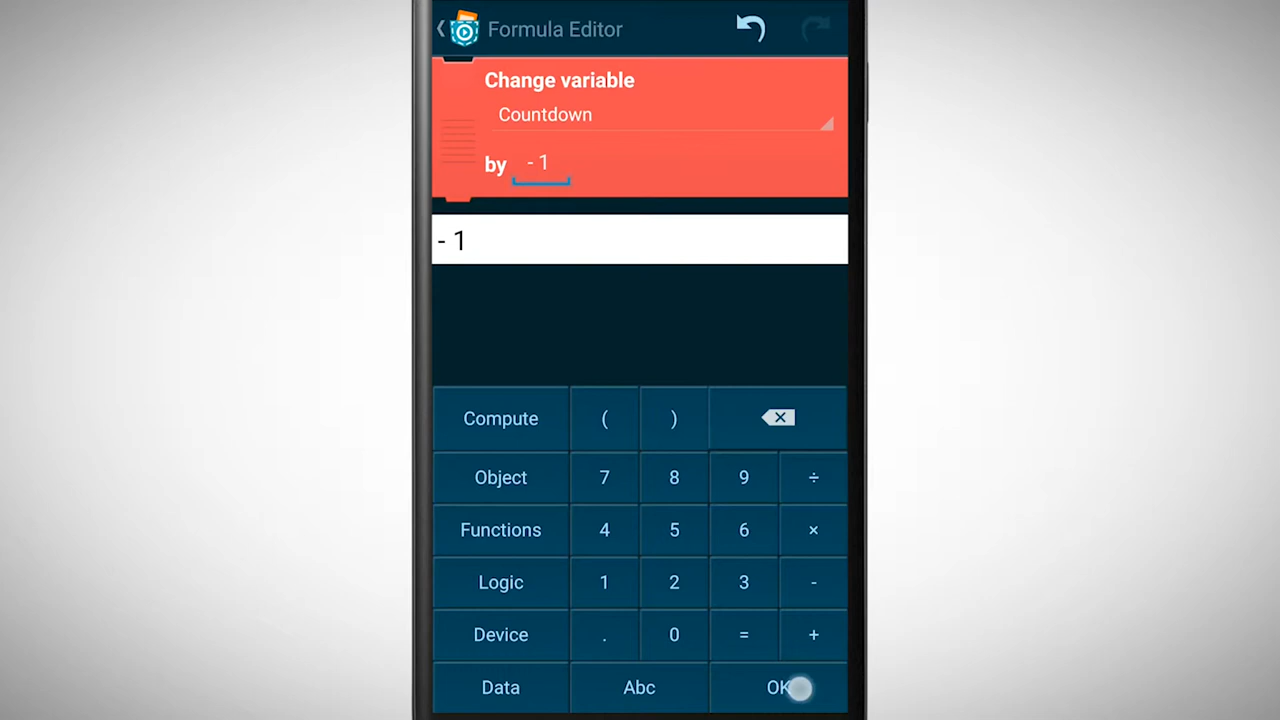 Formula Editor
Change variable
Countdown
by - 1
- 1
Compute ( )
Object 7 8 9 ÷
Functions 4 5 6 ×
Logic 1 2 3 -
Device . 0 = +
Data Abc OK